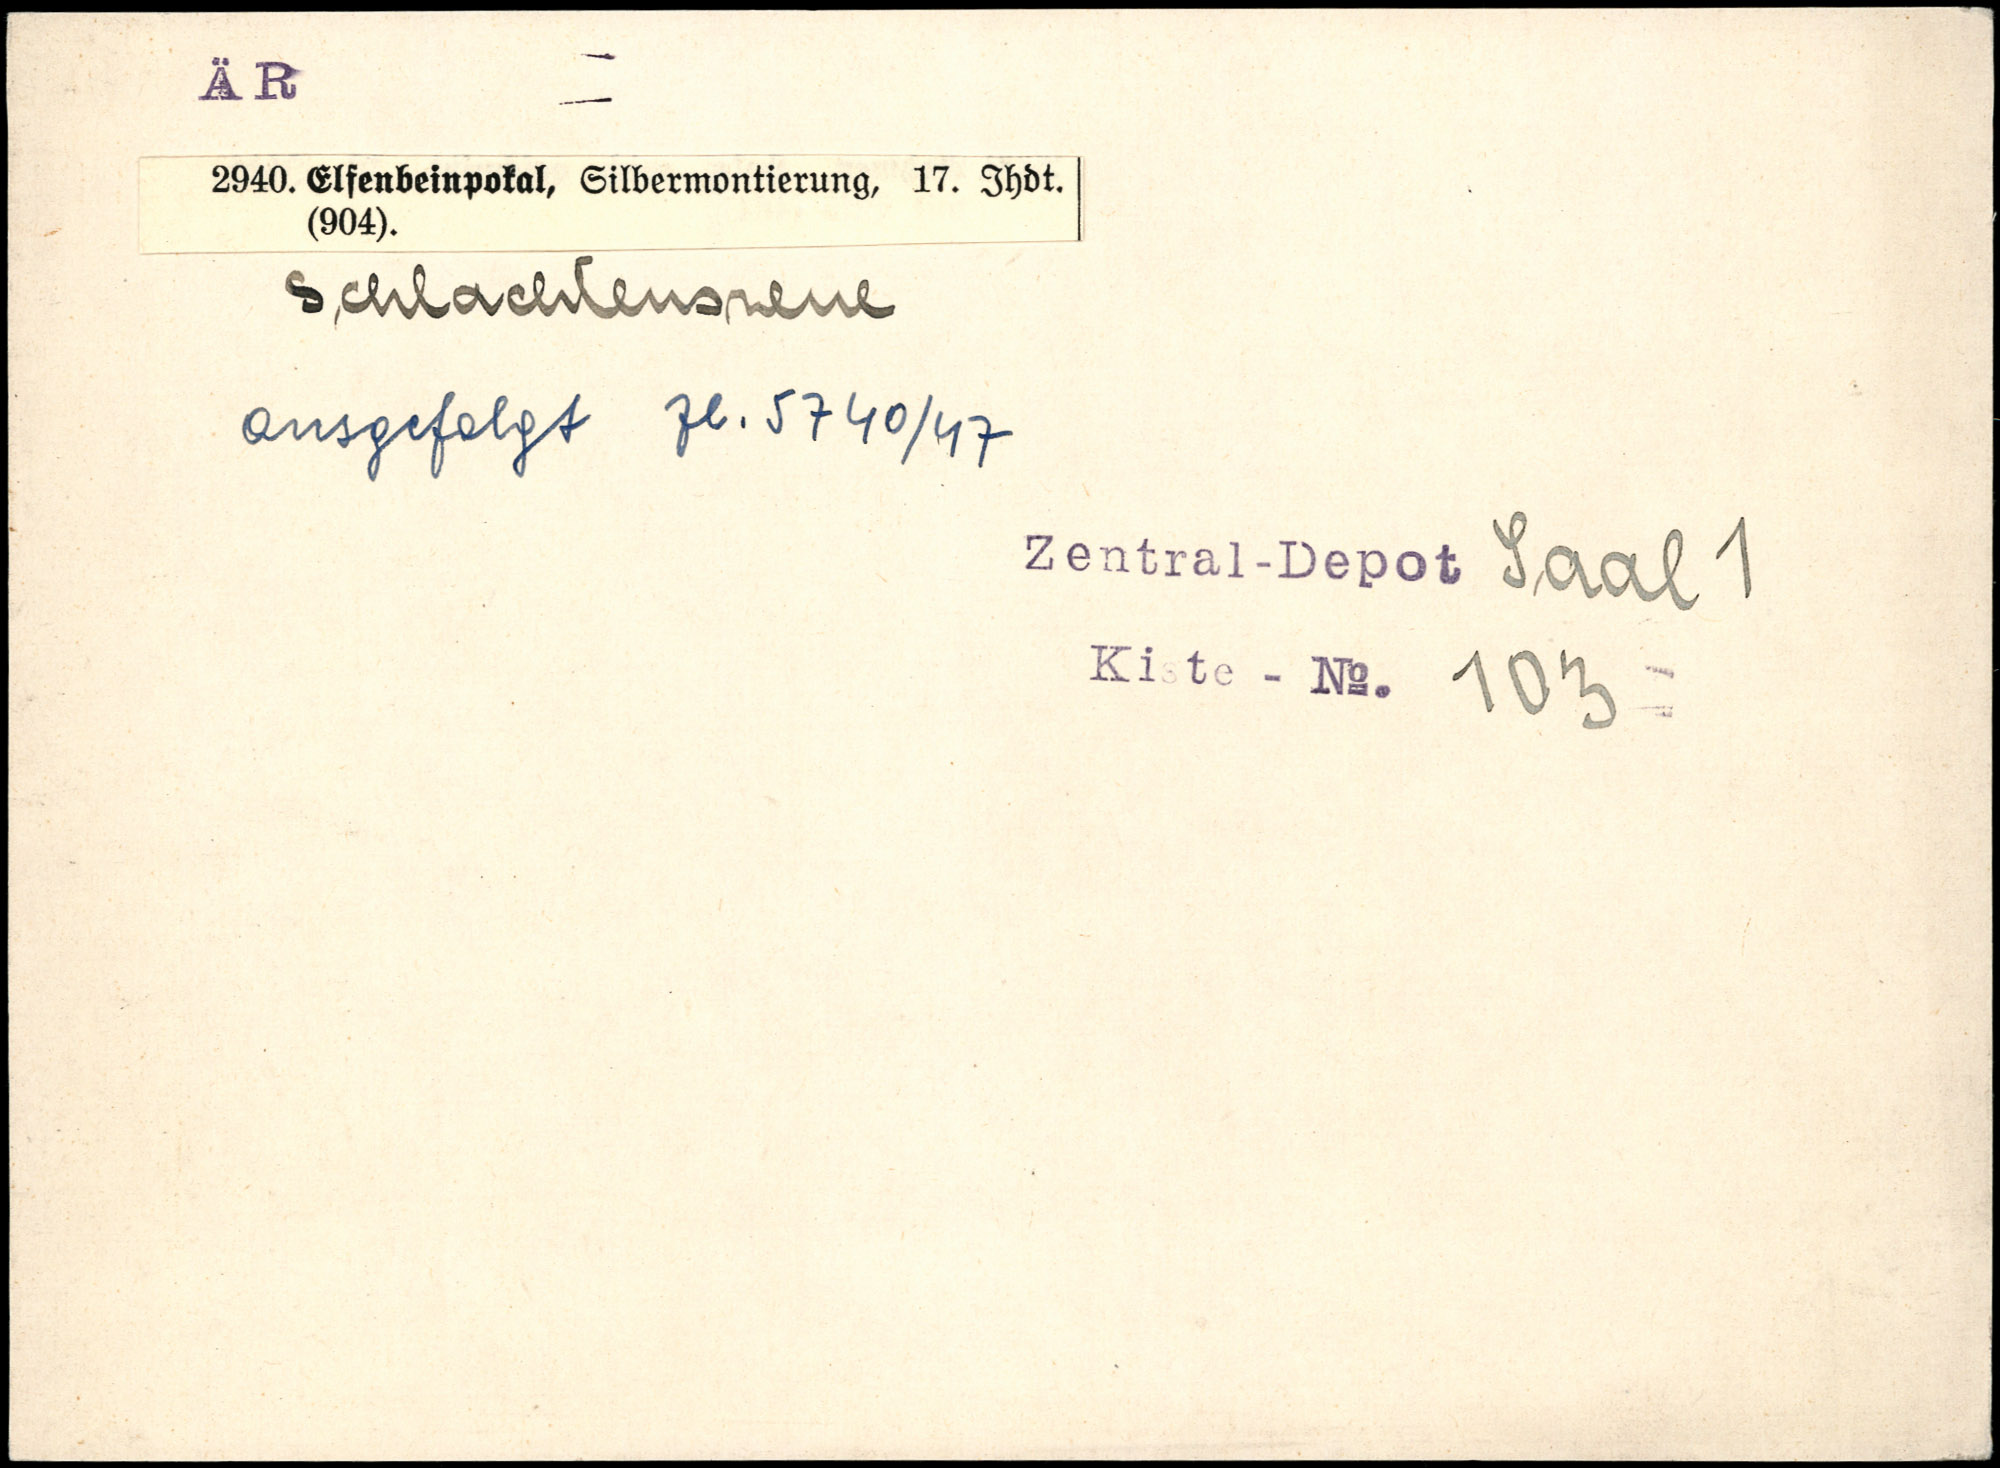 ÄR
2940. Elfenbeinpokal, Silbermontierung, 17. Jhdt.
(904).
Schlachtenszene
ausgefolgt Zl. 5740/47
Zentral-Depot Saal 1
Kiste - №. 103